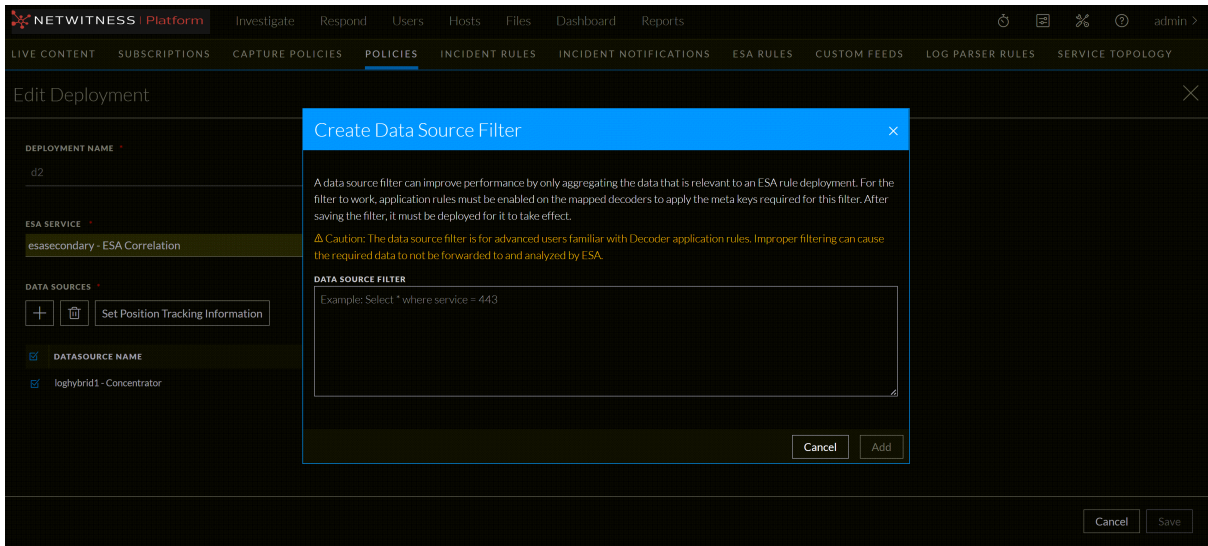 NETWITNESS | Platform Investigate Respond Users Hosts Files Dashboard Reports admin >
LIVE CONTENT SUBSCRIPTIONS CAPTURE POLICIES POLICIES INCIDENT RULES INCIDENT NOTIFICATIONS ESA RULES CUSTOM FEEDS LOG PARSER RULES SERVICE TOPOLOGY
Edit Deployment
Create Data Source Filter
DEPLOYMENT NAME *
d2
ESA SERVICE *
esasecondary - ESA Correlation
DATA SOURCES *
Set Position Tracking Information
DATASOURCE NAME
loghybrid1 - Concentrator
A data source filter can improve performance by only aggregating the data that is relevant to an ESA rule deployment. For the
filter to work, application rules must be enabled on the mapped decoders to apply the meta keys required for this filter. After
saving the filter, it must be deployed for it to take effect.
Caution: The data source filter is for advanced users familiar with Decoder application rules. Improper filtering can cause
the required data to not be forwarded to and analyzed by ESA.
DATA SOURCE FILTER
Example: Select * where service = 443
Cancel Add
Cancel Save